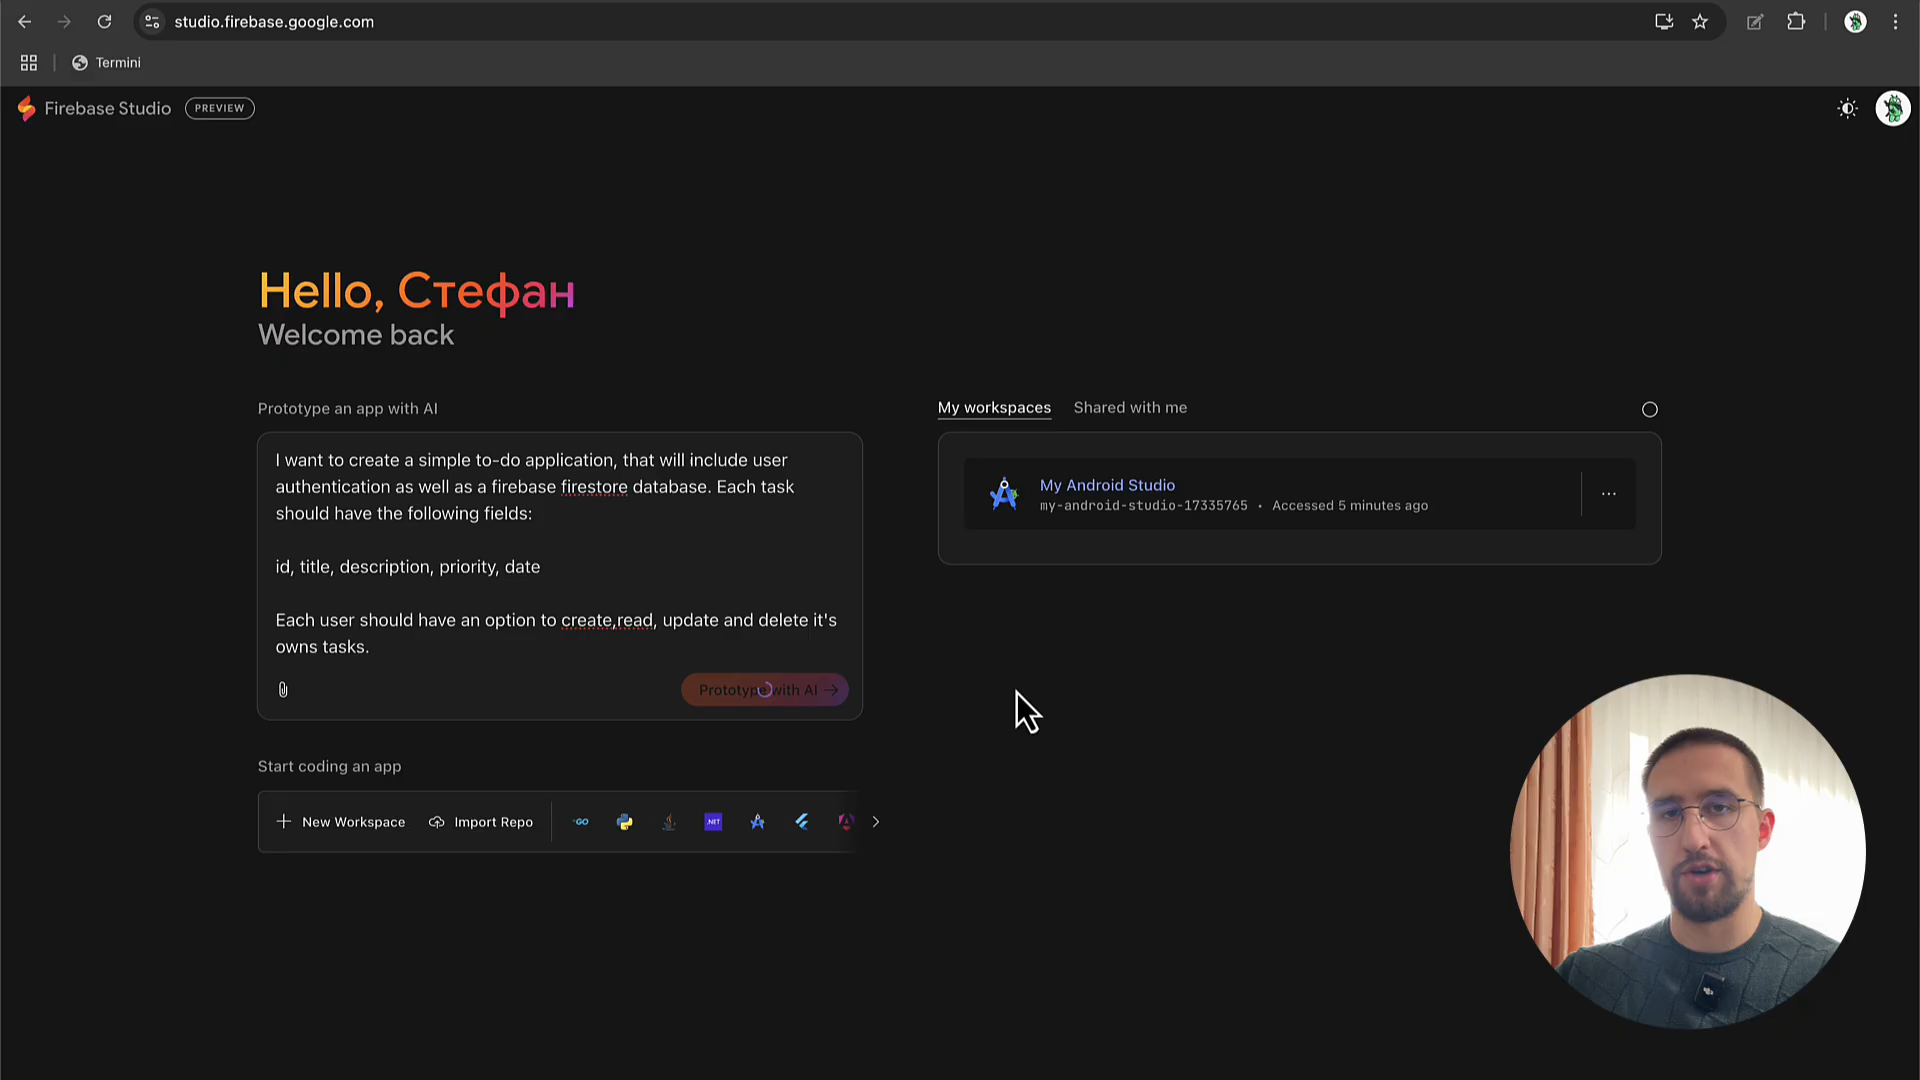 studio.firebase.google.com
Termini
Firebase Studio PREVIEW
Hello, Стефан
Welcome back
Prototype an app with AI
I want to create a simple to-do application, that will include user
authentication as well as a firebase firestore database. Each task
should have the following fields:
id, title, description, priority, date
Each user should have an option to create,read, update and delete it's
owns tasks.
Prototype with AI
My workspaces Shared with me
My Android Studio
my-android-studio-17335765 • Accessed 5 minutes ago
Start coding an app
New Workspace Import Repo GO .NET